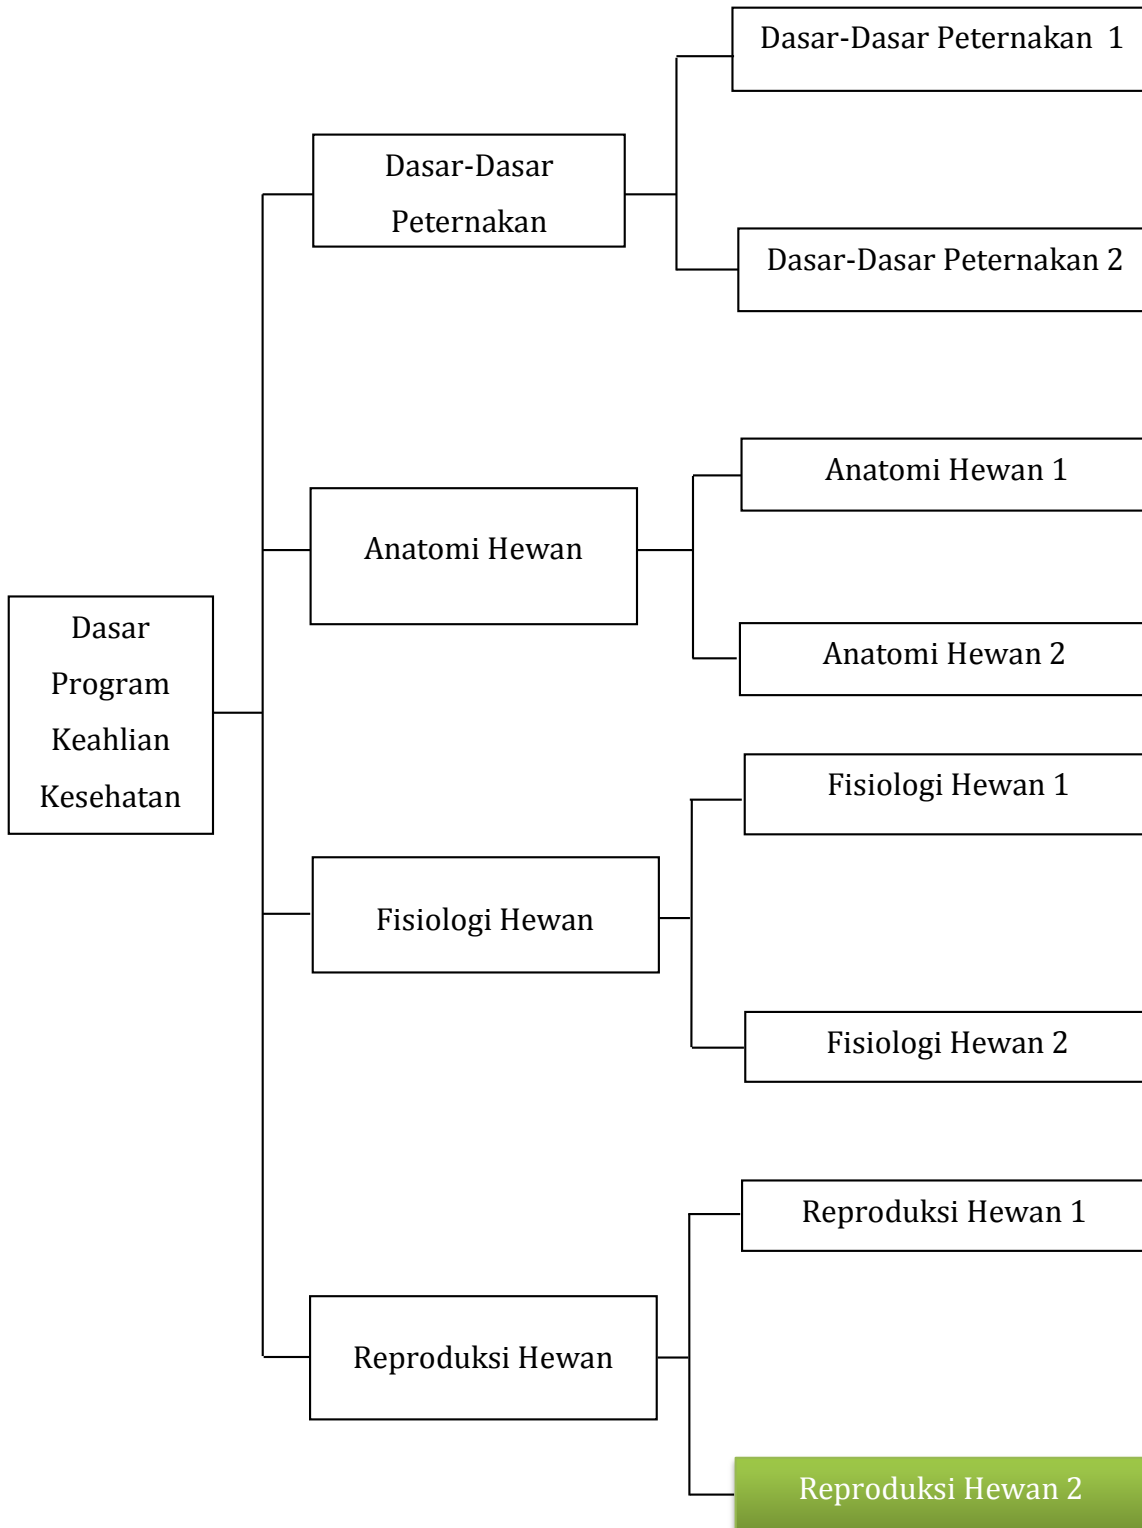 Dasar-Dasar Peternakan 1
Dasar-Dasar
Peternakan
Dasar-Dasar Peternakan 2
Anatomi Hewan 1
Anatomi Hewan
Anatomi Hewan 2
Dasar
Program
Keahlian
Kesehatan
Fisiologi Hewan 1
Fisiologi Hewan
Fisiologi Hewan 2
Reproduksi Hewan 1
Reproduksi Hewan
Reproduksi Hewan 2